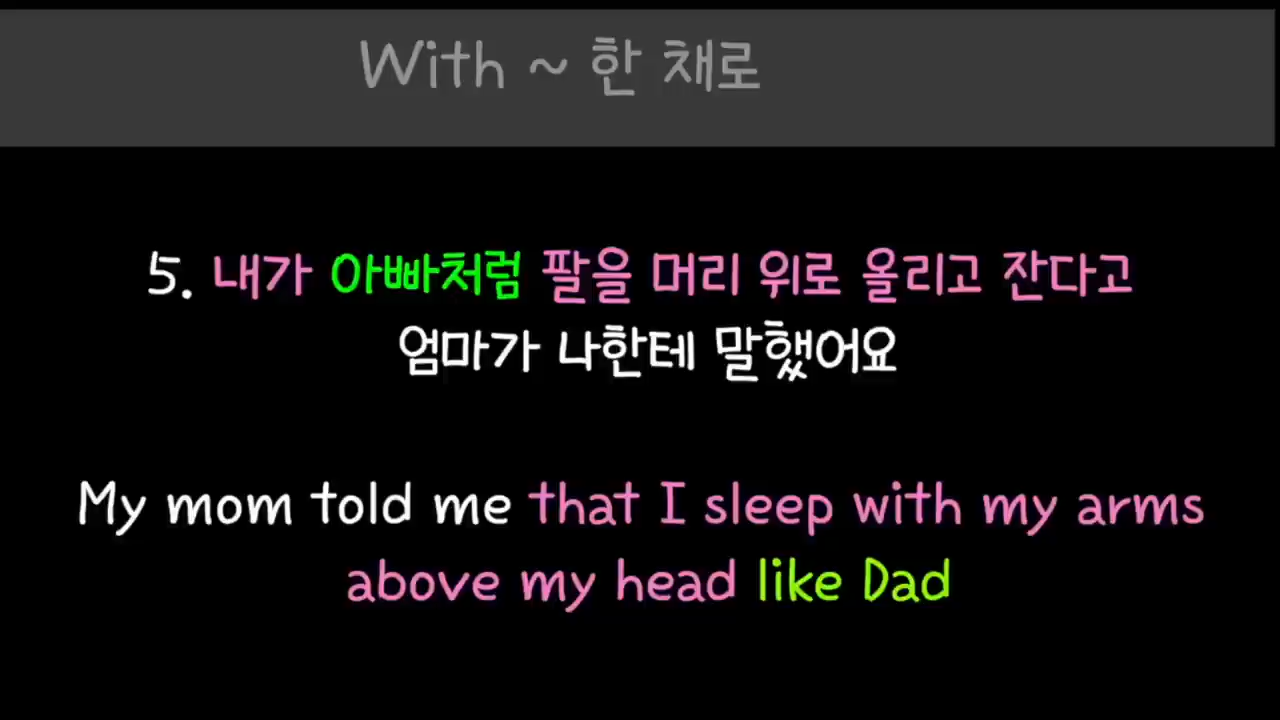 With ~ 한 채로
5. 내가 아빠처럼 팔을 머리 위로 올리고 잔다고
엄마가 나한테 말했어요
My mom told me that I sleep with my arms
above my head like Dad